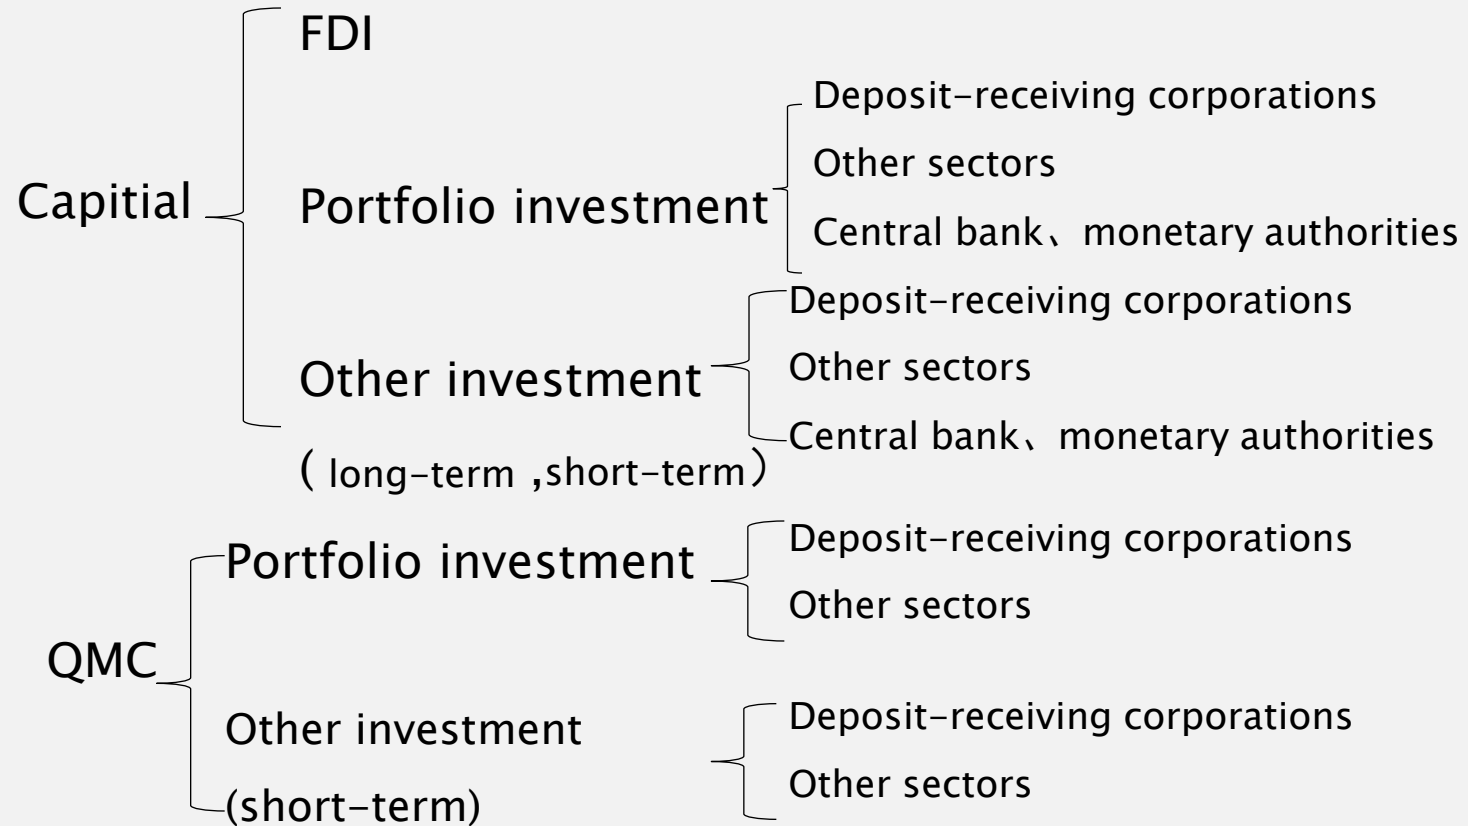 FDI
Deposit-receiving corporations
Other sectors
Capitial
Portfolio investment
Central bank、monetary authorities
Deposit-receiving corporations
Other investment
Other sectors
Central bank、monetary authorities
( long-term ,short-term)
Portfolio investment
Deposit-receiving corporations
Other sectors
QMC
Other investment
(short-term)
Deposit-receiving corporations
Other sectors